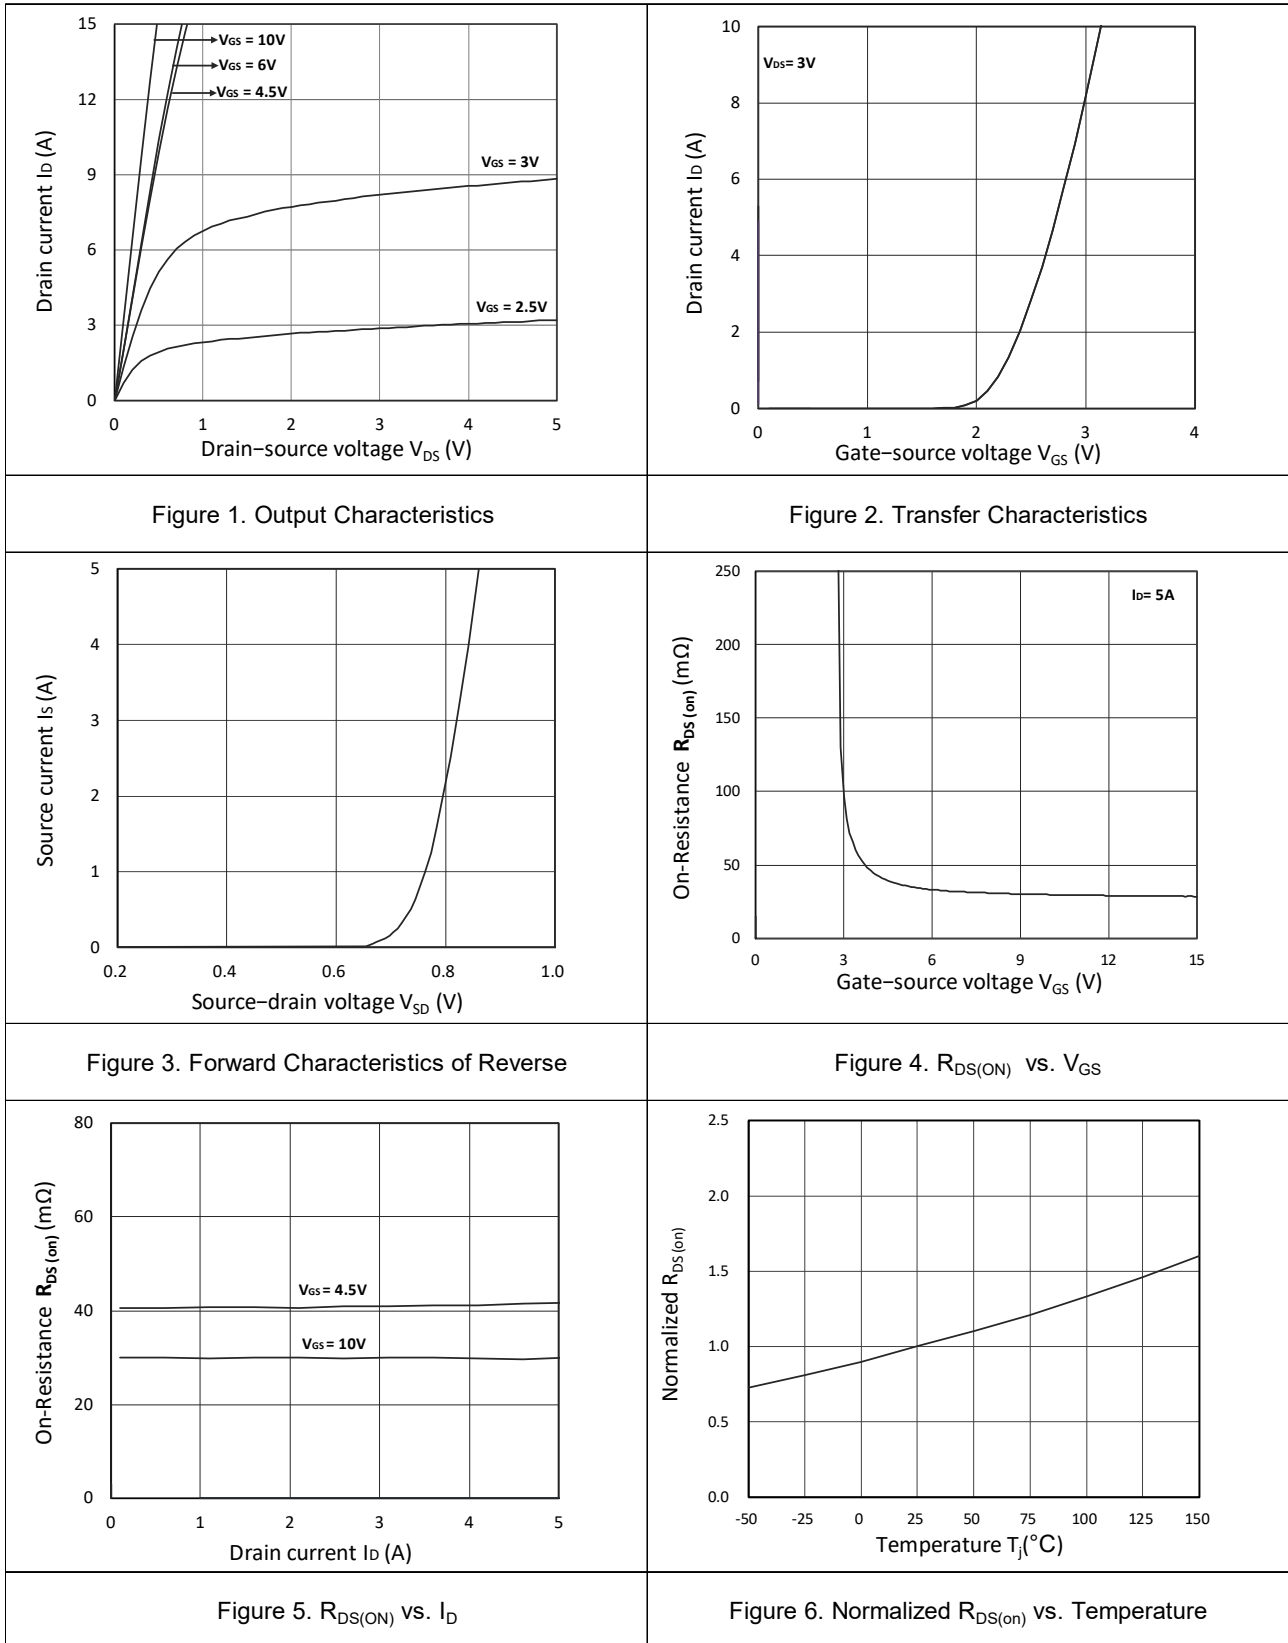 Drain current ID (A)
15
12
9
6
3
0
VGS = 10V
VGS = 6V
VGS = 4.5V
VGS = 3V
VGS = 2.5V
0 1 2 3 4 5
Drain−source voltage VDS (V)
Drain current ID (A)
10
8
6
4
2
0
VDS= 3V
0 1 2 3 4
Gate−source voltage VGS (V)
Figure 1. Output Characteristics
Figure 2. Transfer Characteristics
Source current IS (A)
5
4
3
2
1
0
0.2 0.4 0.6 0.8 1.0
Source−drain voltage VSD (V)
On-Resistance RDS (on) (mΩ)
250
200
150
100
50
0
ID= 5A
0 3 6 9 12 15
Gate−source voltage VGS (V)
Figure 3. Forward Characteristics of Reverse
Figure 4. RDS(ON) vs. VGS
On-Resistance RDS (on) (mΩ)
80
60
40
20
0
VGS = 4.5V
VGS = 10V
0 1 2 3 4 5
Drain current ID (A)
Normalized RDS (on)
2.5
2.0
1.5
1.0
0.5
0.0
-50 -25 0 25 50 75 100 125 150
Temperature Tj(°C)
Figure 5. RDS(ON) vs. ID
Figure 6. Normalized RDS(on) vs. Temperature